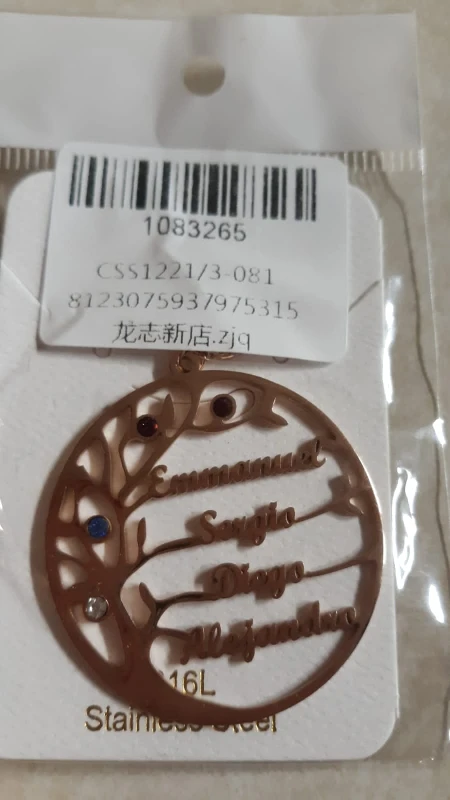 1083265
CSS1221/3-081
8123075937975315
龙志新店.zjq
Emmanuel
Sergio
Diego
Alejandro
316L
Stainless Steel